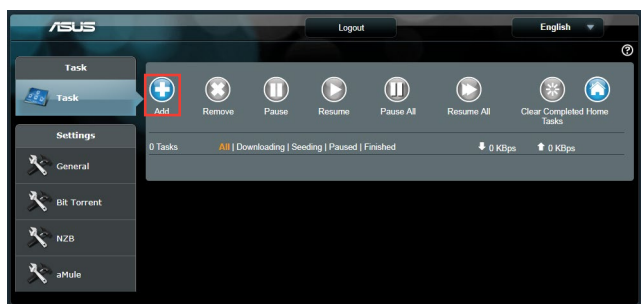 ASUS
Logout
English
Task
Task
Settings
General
Bit Torrent
NZB
aMule
Add
Remove
Pause
Resume
Pause All
Resume All
Clear Completed Tasks
Home
0 Tasks
All | Downloading | Seeding | Paused | Finished
0 KBps
0 KBps